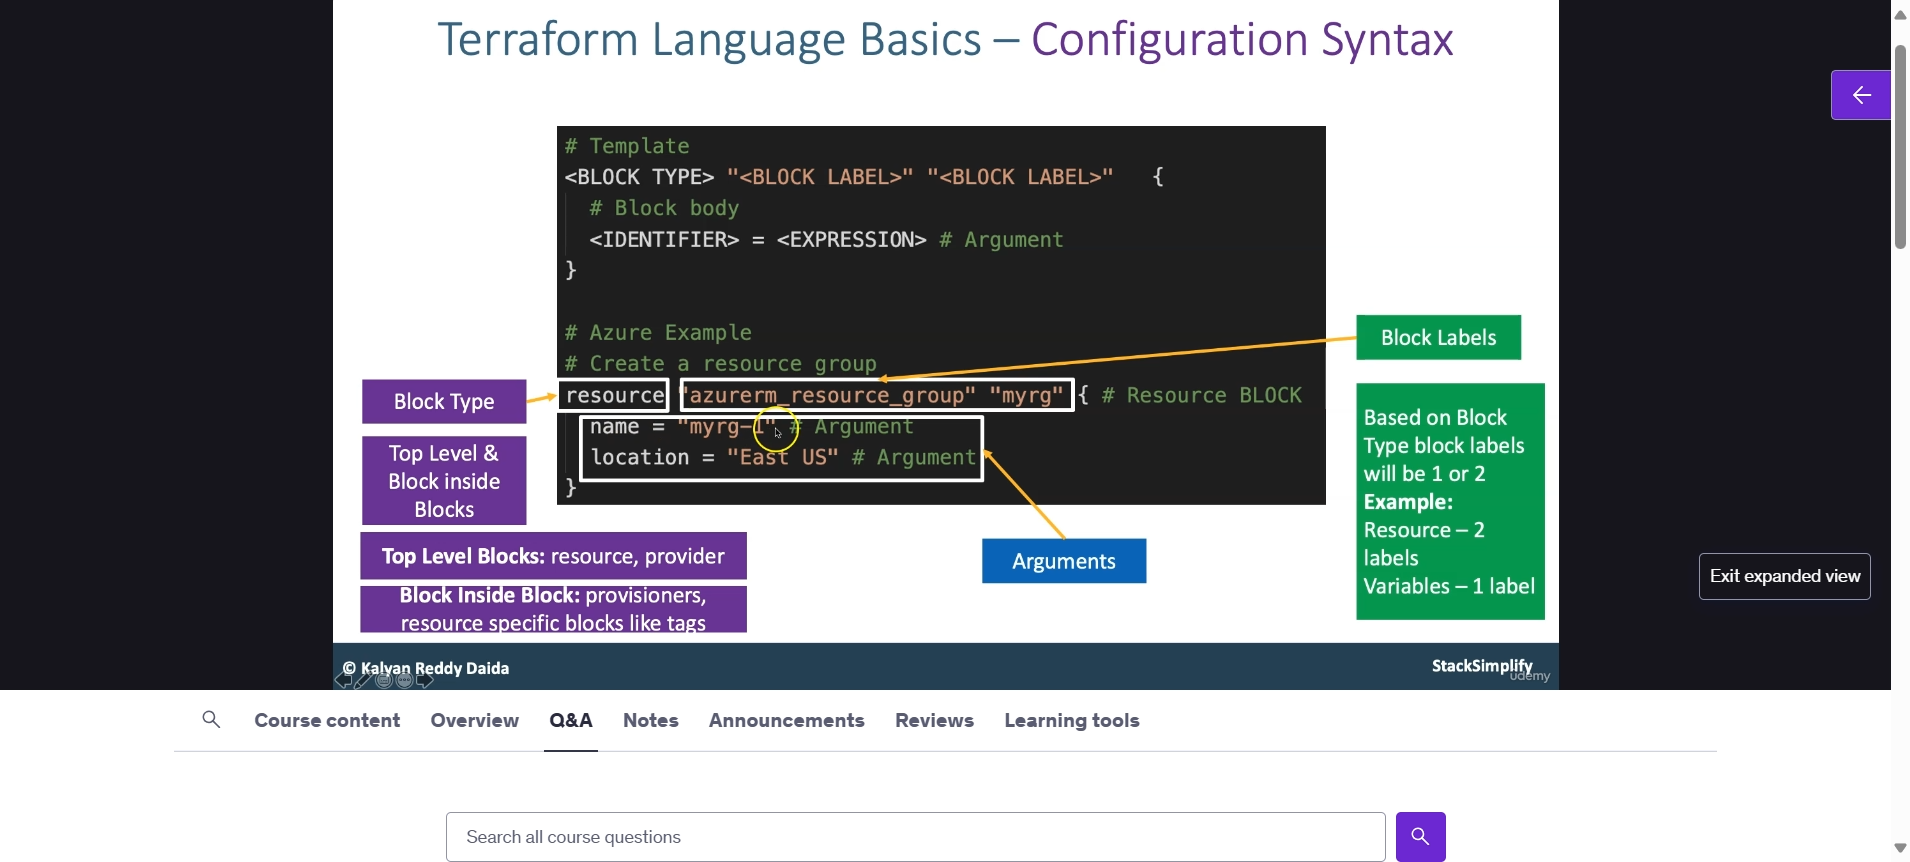 Terraform Language Basics – Configuration Syntax
# Template
<BLOCK TYPE> "<BLOCK LABEL>" "<BLOCK LABEL>" {
# Block body
<IDENTIFIER> = <EXPRESSION> # Argument
}
# Azure Example
# Create a resource group
resource "azurerm_resource_group" "myrg" { # Resource BLOCK
name = "myrg-1" # Argument
location = "East US" # Argument
}
Block Type
Top Level &
Block inside
Blocks
Top Level Blocks: resource, provider
Block Inside Block: provisioners,
resource specific blocks like tags
Arguments
Block Labels
Based on Block
Type block labels
will be 1 or 2
Example:
Resource – 2
labels
Variables – 1 label
Exit expanded view
© Kalyan Reddy Daida
StackSimplify
udemy
Course content
Overview
Q&A
Notes
Announcements
Reviews
Learning tools
Search all course questions